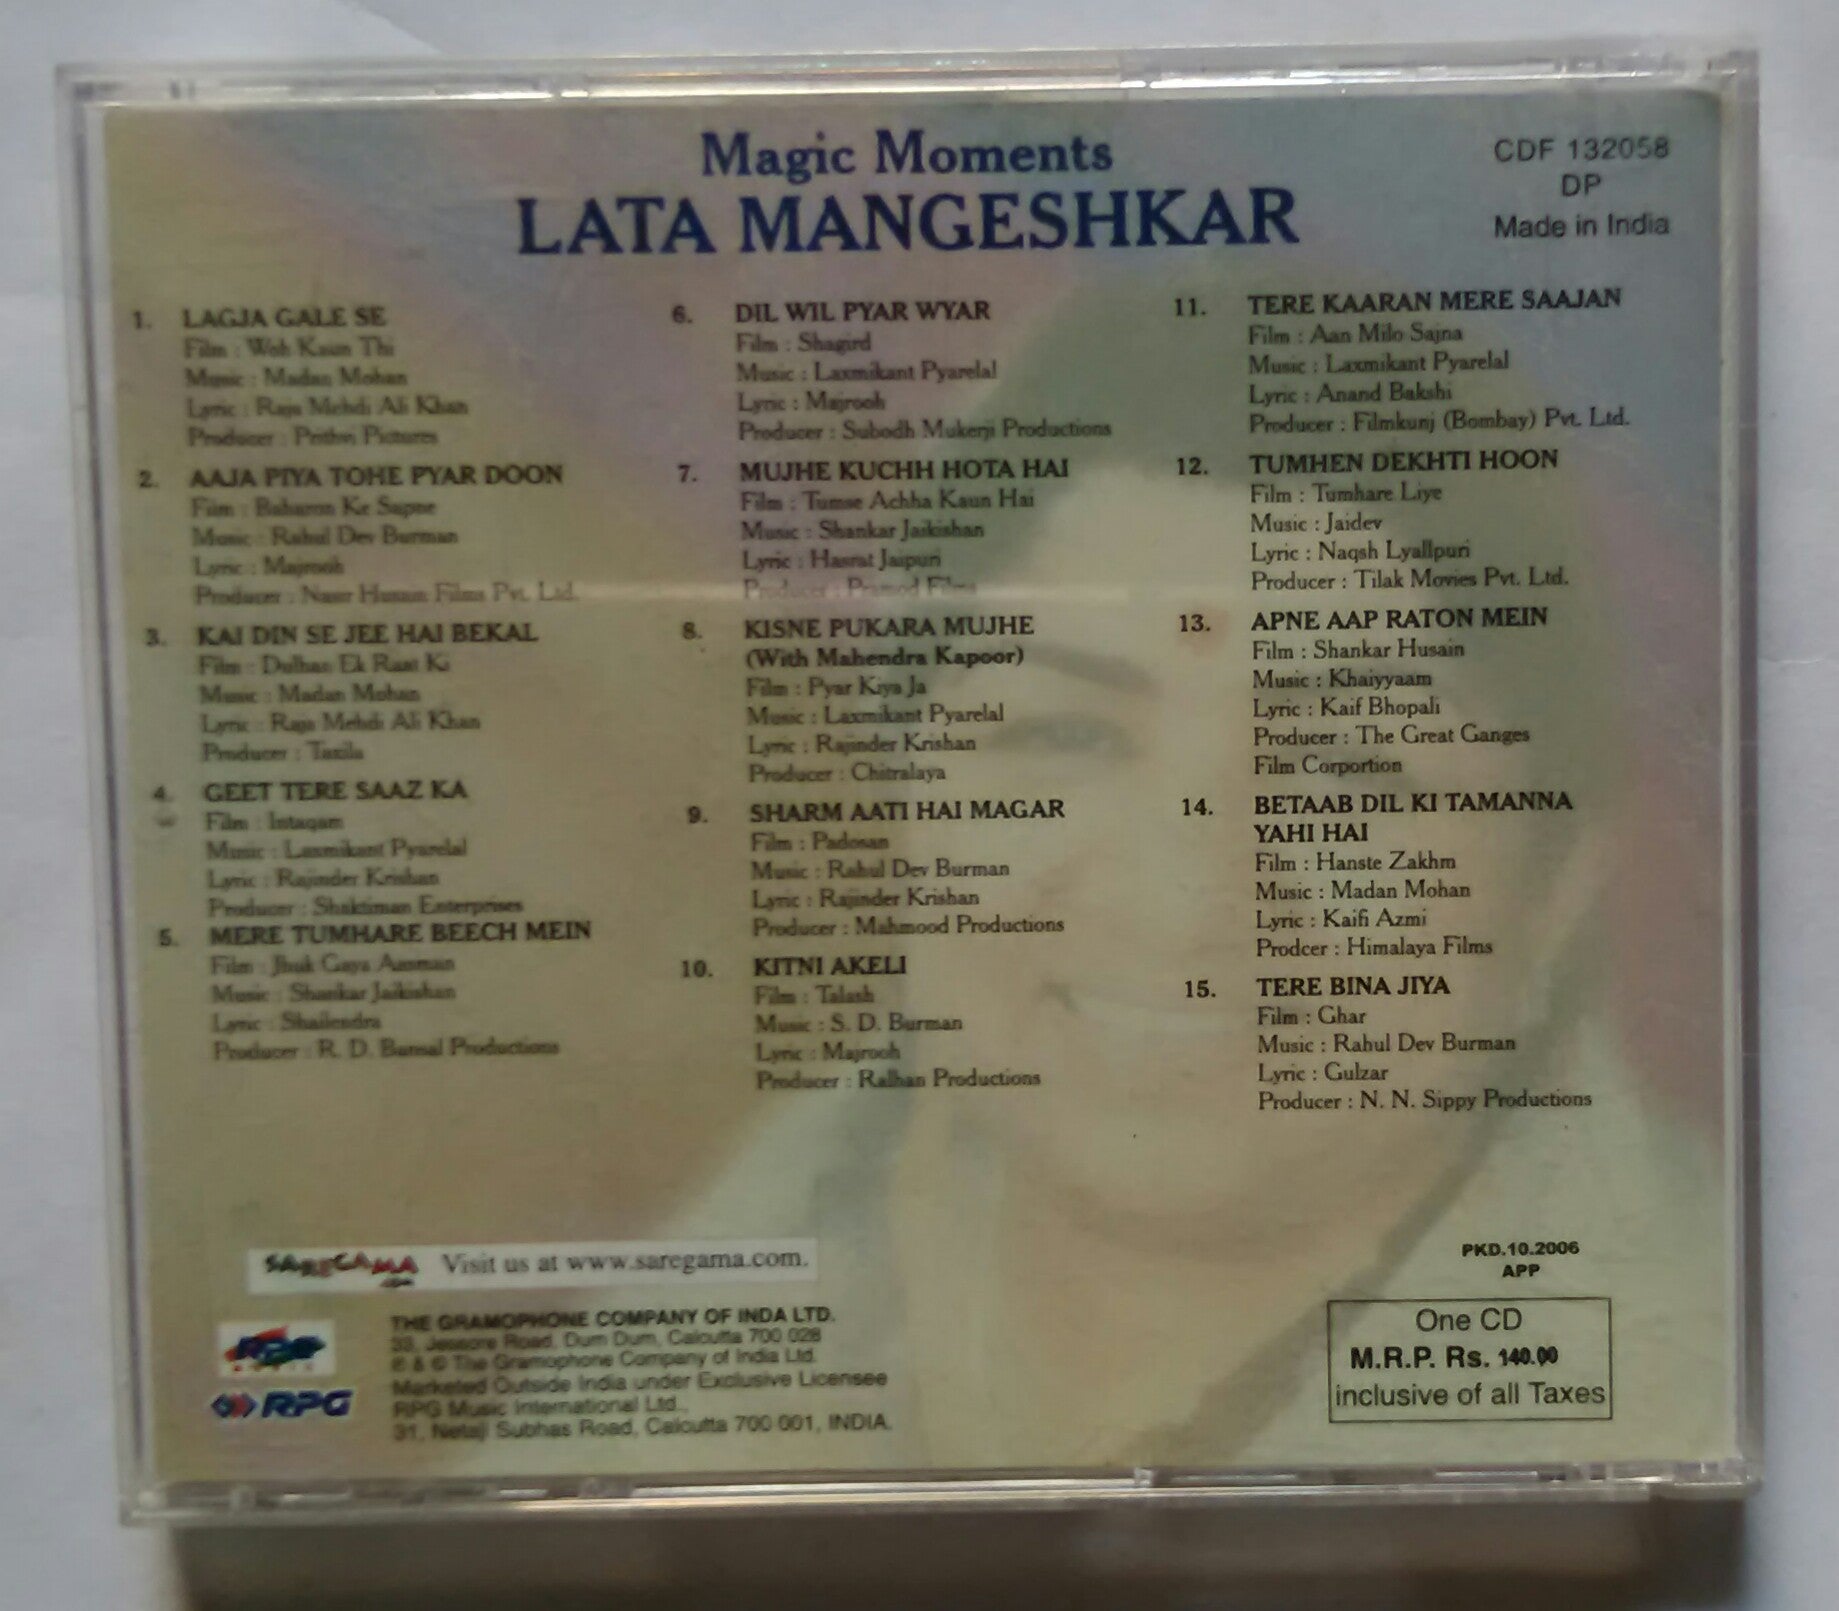 Magic Moments
LATA MANGESHKAR
CDF 132058
DP
Made in India
1. LAGJA GALE SE
Film : Woh Kaun Thi
Music : Madan Mohan
Lyric : Raja Mehdi Ali Khan
Producer : Prithvi Pictures
2. AAJA PIYA TOHE PYAR DOON
Film : Baharon Ke Sapne
Music : Rahul Dev Burman
Lyric : Majrooh
Producer : Nasir Husain Films Pvt. Ltd.
3. KAI DIN SE JEE HAI BEKAL
Film : Dulhan Ek Raat Ki
Music : Madan Mohan
Lyric : Raja Mehdi Ali Khan
Producer : Taxila
4. GEET TERE SAAZ KA
Film : Intaqam
Music : Laxmikant Pyarelal
Lyric : Rajinder Krishan
Producer : Shaktiman Enterprises
5. MERE TUMHARE BEECH MEIN
Film : Jhuk Gaya Aasman
Music : Shankar Jaikishan
Lyric : Shailendra
Producer : R. D. Bansal Productions
6. DIL WIL PYAR WYAR
Film : Shagird
Music : Laxmikant Pyarelal
Lyric : Majrooh
Producer : Subodh Mukerji Productions
7. MUJHE KUCHH HOTA HAI
Film : Tumse Achha Kaun Hai
Music : Shankar Jaikishan
Lyric : Hasrat Jaipuri
Producer : Pramod Films
8. KISNE PUKARA MUJHE
(With Mahendra Kapoor)
Film : Pyar Kiya Ja
Music : Laxmikant Pyarelal
Lyric : Rajinder Krishan
Producer : Chitralaya
9. SHARM AATI HAI MAGAR
Film : Padosan
Music : Rahul Dev Burman
Lyric : Rajinder Krishan
Producer : Mahmood Productions
10. KITNI AKELI
Film : Talash
Music : S. D. Burman
Lyric : Majrooh
Producer : Ralhan Productions
11. TERE KAARAN MERE SAAJAN
Film : Aan Milo Sajna
Music : Laxmikant Pyarelal
Lyric : Anand Bakshi
Producer : Filmkunj (Bombay) Pvt. Ltd.
12. TUMHEN DEKHTI HOON
Film : Tumhare Liye
Music : Jaidev
Lyric : Naqsh Lyallpuri
Producer : Tilak Movies Pvt. Ltd.
13. APNE AAP RATON MEIN
Film : Shankar Husain
Music : Khaiyyaam
Lyric : Kaif Bhopali
Producer : The Great Ganges
Film Corportion
14. BETAAB DIL KI TAMANNA
YAHI HAI
Film : Hanste Zakhm
Music : Madan Mohan
Lyric : Kaifi Azmi
Prodcer : Himalaya Films
15. TERE BINA JIYA
Film : Ghar
Music : Rahul Dev Burman
Lyric : Gulzar
Producer : N. N. Sippy Productions
SAREGAMA .com Visit us at www.saregama.com.
THE GRAMOPHONE COMPANY OF INDA LTD.
33, Jessore Road, Dum Dum, Calcutta 700 028
℗ & © The Gramophone Company of India Ltd.
Marketed Outside India under Exclusive Licensee
RPG Music International Ltd.,
31, Netaji Subhas Road, Calcutta 700 001, INDIA.
RPG
RPG
PKD.10.2006
APP
One CD
M.R.P. Rs. 140.00
inclusive of all Taxes